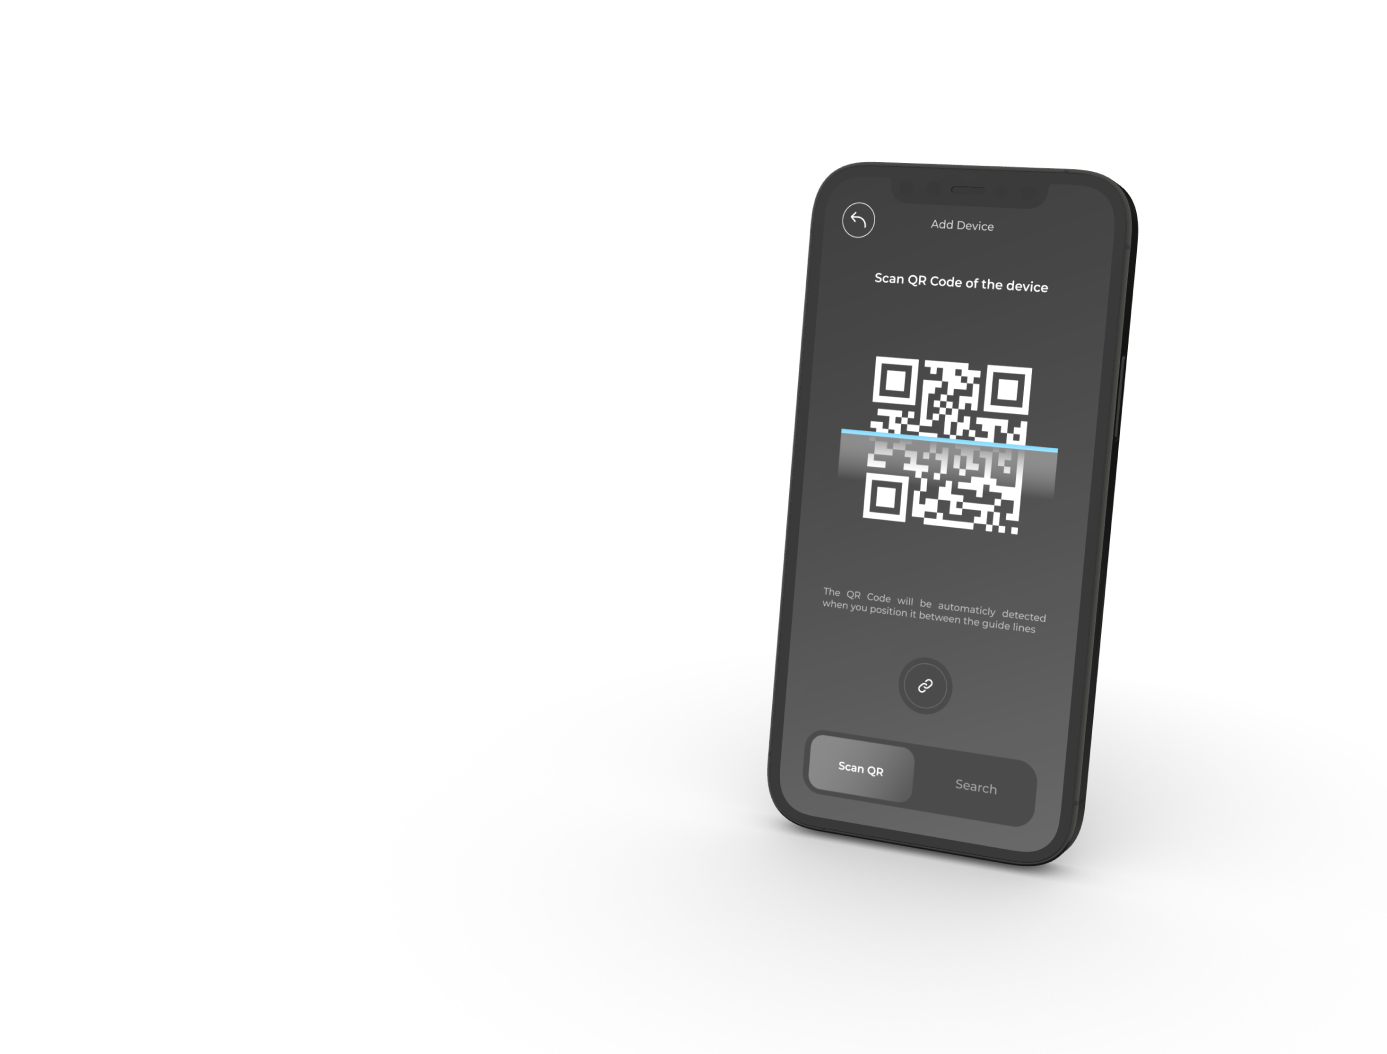 Add Device
Scan QR Code of the device
The QR Code will be automaticly detected
when you position it between the guide lines
Scan QR
Search